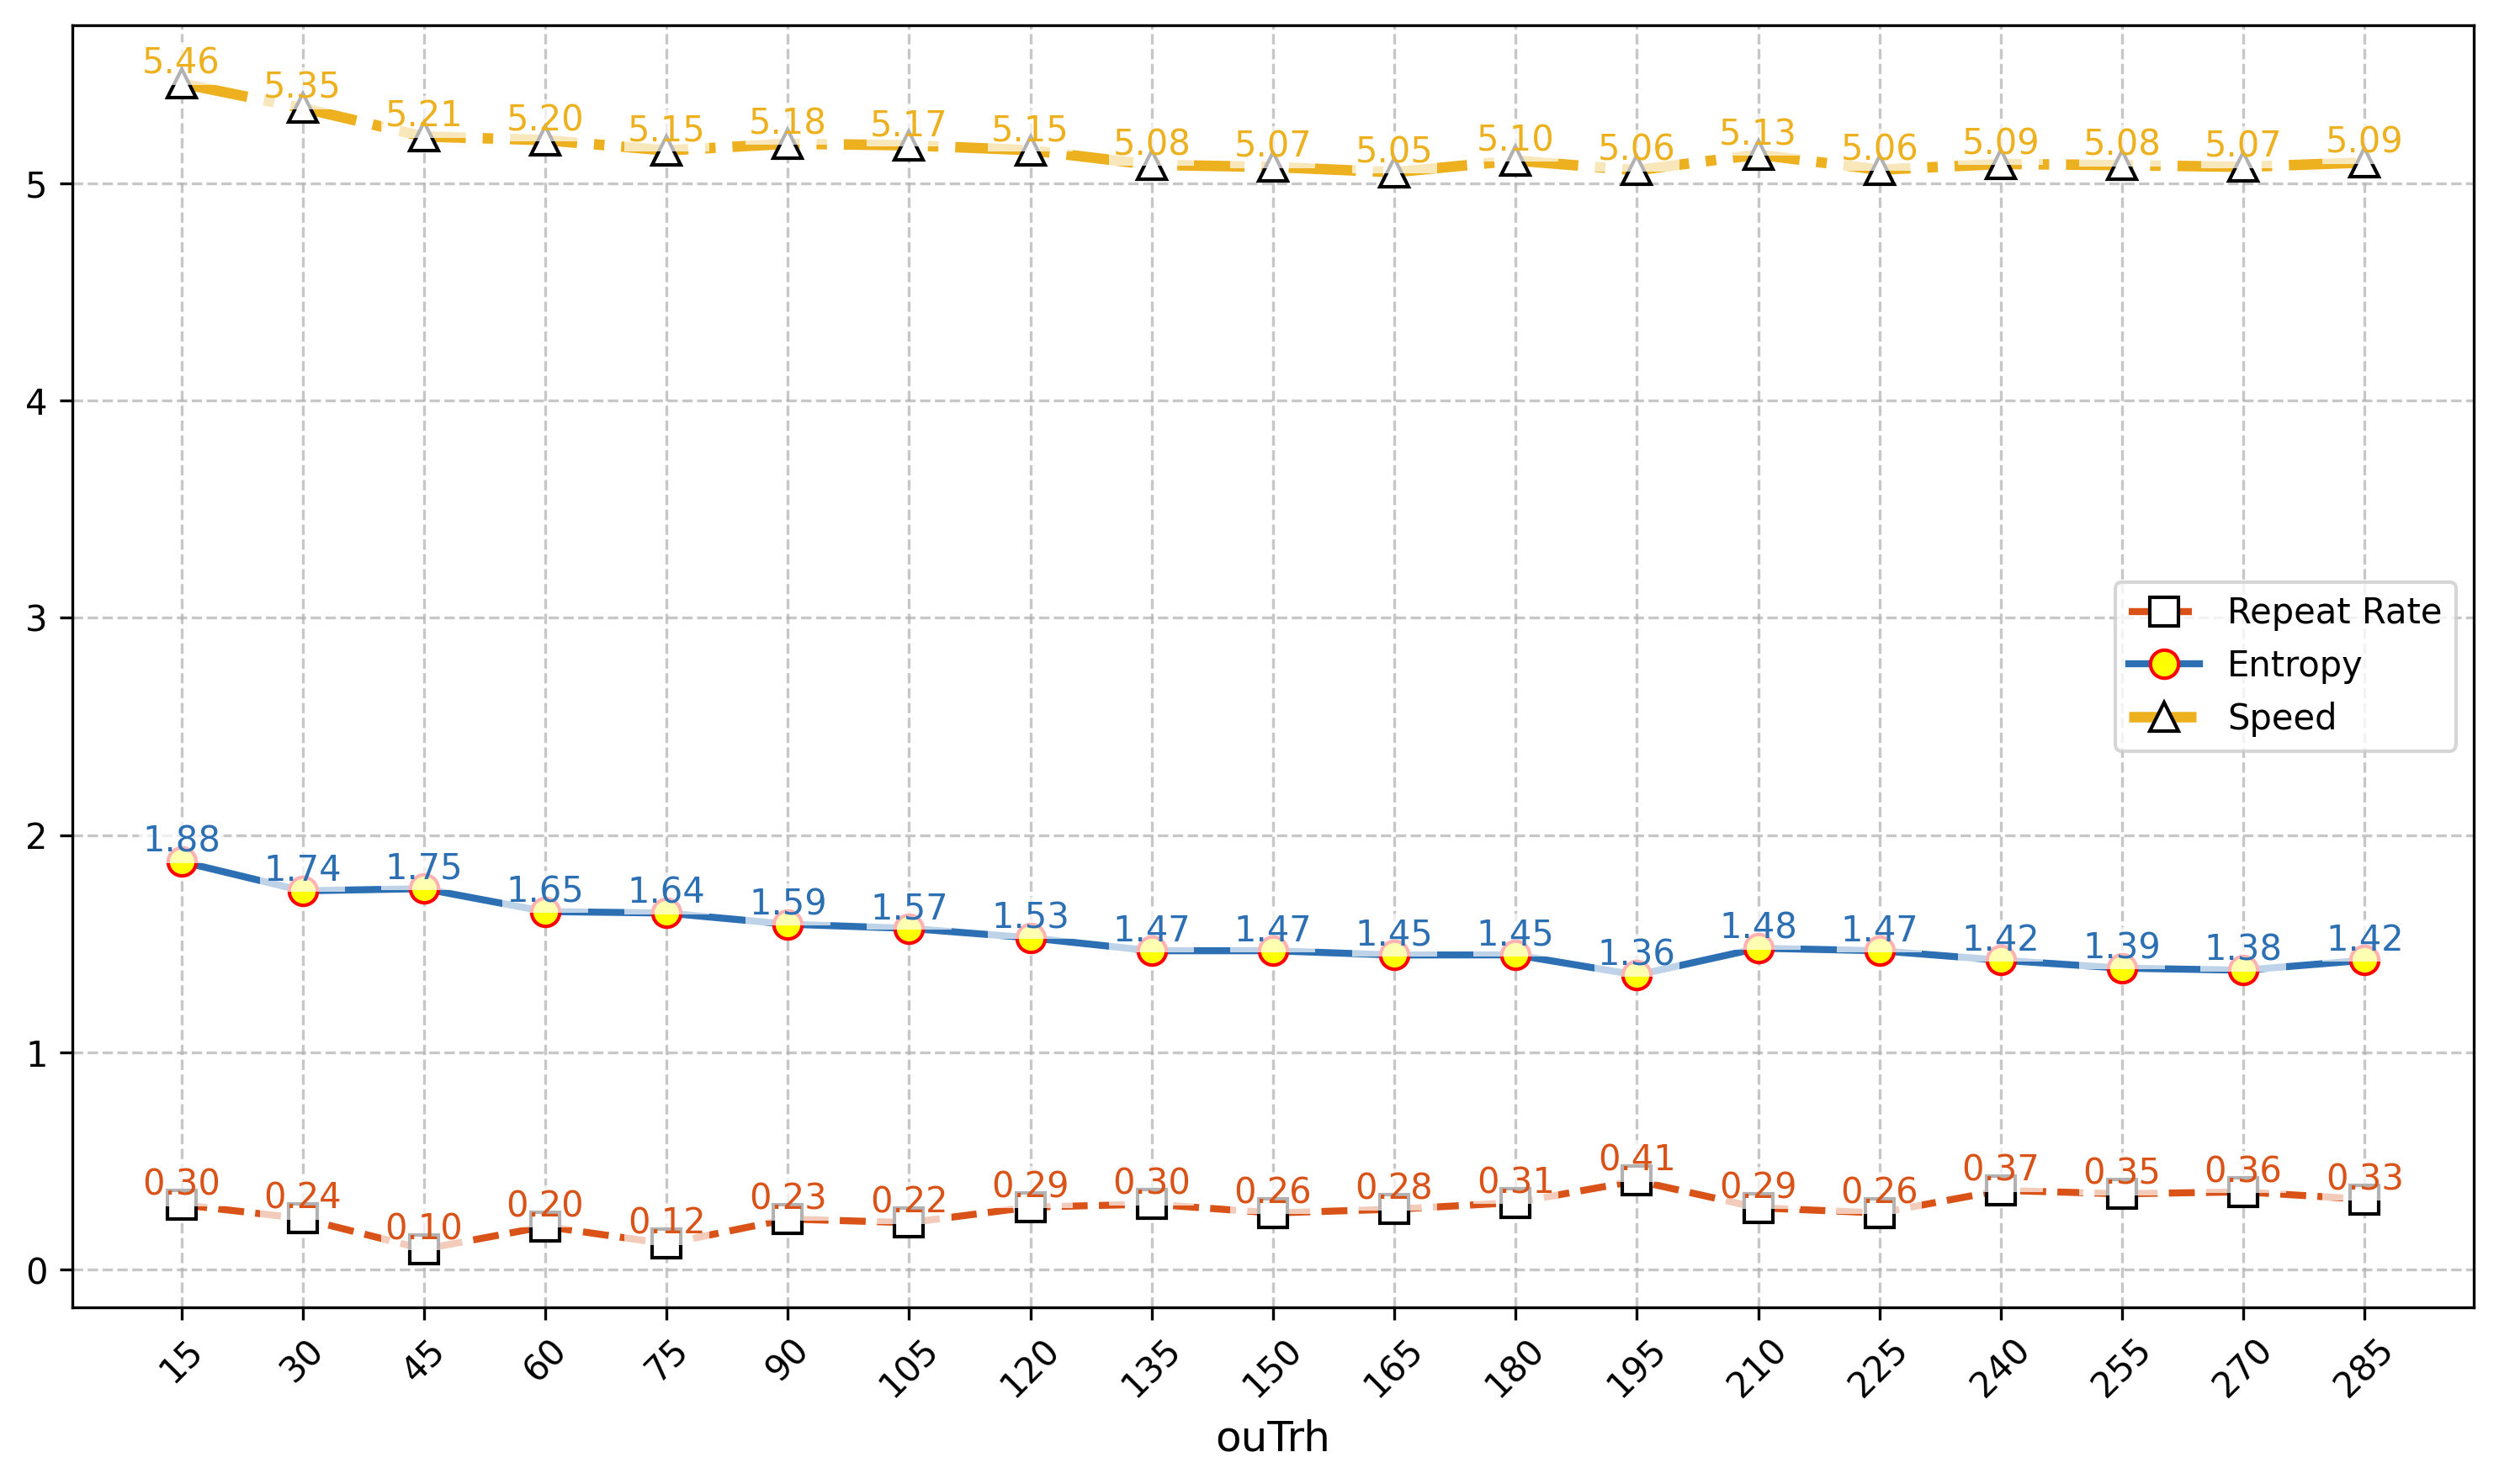 5.46 5.35 5.21 5.20 5.15 5.18 5.17 5.15 5.08 5.07 5.05 5.10 5.06 5.13 5.06 5.09 5.08 5.07 5.09
5
4
3
Repeat Rate
Entropy
Speed
2
1.88 1.74 1.75 1.65 1.64 1.59 1.57 1.53 1.47 1.47 1.45 1.45 1.36 1.48 1.47 1.42 1.39 1.38 1.42
1
0.30 0.24 0.10 0.20 0.12 0.23 0.22 0.29 0.30 0.26 0.28 0.31 0.41 0.29 0.26 0.37 0.35 0.36 0.33
0
15 30 45 60 75 90 105 120 135 150 165 180 195 210 225 240 255 270 285
ouTrh